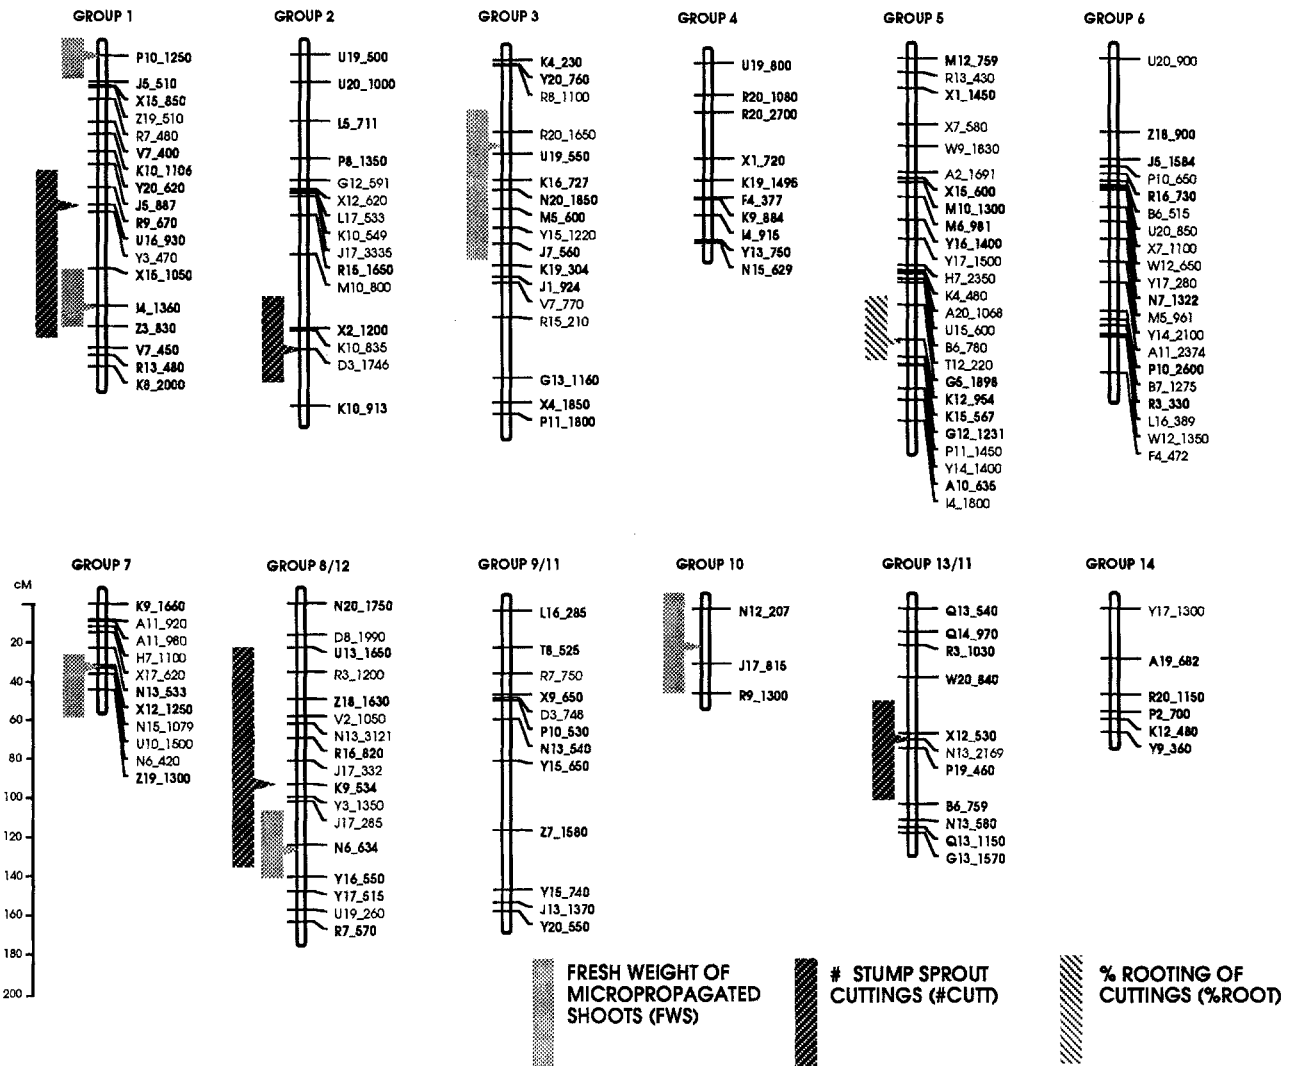 GROUP 1
P10_1250
J5_510
X15_850
Z19_510
R7_480
V7_400
K10_1106
Y20_620
J5_887
R9_670
U16_930
Y3_470
X15_1050
I4_1360
Z3_830
V7_450
R13_480
K8_2000
GROUP 2
U19_500
U20_1000
L5_711
P8_1350
G12_591
X12_620
L17_533
K10_549
J17_3335
R15_1650
M10_800
X2_1200
K10_835
D3_1746
K10_913
GROUP 3
K4_230
Y20_760
R8_1100
R20_1650
U19_550
K16_727
N20_1850
M5_600
Y15_1220
J7_560
K19_304
J1_924
V7_770
R15_210
G13_1160
X4_1850
P11_1800
GROUP 4
U19_800
R20_1080
R20_2700
X1_720
K19_1495
F4_377
K9_884
I4_915
Y13_750
N15_629
GROUP 5
M12_759
R13_430
X1_1450
X7_580
W9_1830
A2_1691
X15_600
M10_1300
M6_981
Y16_1400
Y17_1500
H7_2350
K4_480
A20_1068
U15_600
B6_780
T12_220
G5_1898
K12_954
K15_567
G12_1231
P11_1450
Y14_1400
A10_635
I4_1800
GROUP 6
U20_900
Z18_900
J5_1584
P10_650
R16_730
B6_515
U20_850
X7_1100
W12_650
Y17_280
N7_1322
M5_961
Y14_2100
A11_2374
P10_2600
B7_1275
R3_330
L16_389
W12_1350
F4_472
cM
20
40
60
80
100
120
140
160
180
200
GROUP 7
K9_1660
A11_920
A11_980
H7_1100
X17_620
N13_533
X12_1250
N15_1079
U10_1500
N6_420
Z19_1300
GROUP 8/12
N20_1750
D8_1990
U13_1650
R3_1200
Z18_1630
V2_1050
N13_3121
R16_820
J17_332
K9_534
Y3_1350
J17_285
N6_634
Y16_550
Y17_515
U19_260
R7_570
GROUP 9/11
L16_285
T8_525
R7_750
X9_650
D3_748
P10_530
N13_540
Y15_650
Z7_1580
Y15_740
J13_1370
Y20_550
GROUP 10
N12_207
J17_815
R9_1300
GROUP 13/11
Q13_540
Q14_970
R3_1030
W20_840
X12_530
N13_2169
P19_460
B6_759
N13_580
Q13_1150
G13_1570
GROUP 14
Y17_1300
A19_682
R20_1150
P2_700
K12_480
Y9_360
FRESH WEIGHT OF
MICROPROPAGATED
SHOOTS (FWS)
# STUMP SPROUT
CUTTINGS (#CUTT)
% ROOTING OF
CUTTINGS (%ROOT)